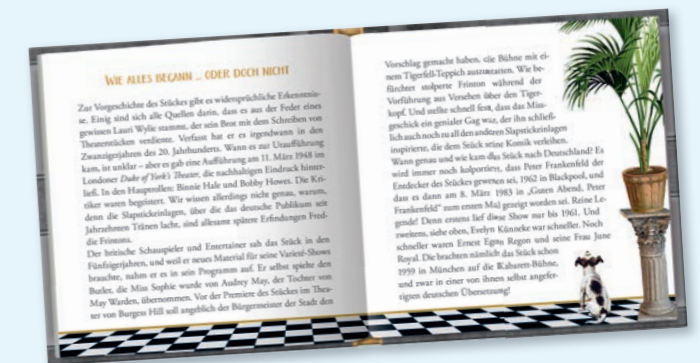 WIE ALLES BEGANN ... ODER DOCH NICHT
Zur Vorgeschichte des Stückes gibt es widersprüchliche Erkenntnis-
se. Einig sind sich alle Quellen darin, dass es aus der Feder eines
gewissen Lauri Wylie stammt, der sein Brot mit dem Schreiben von
Theaterstücken verdiente. Verfasst hat er es irgendwann in den
Zwanzigerjahren des 20. Jahrhunderts. Wann es zur Uraufführung
kam, ist unklar – aber es gab eine Aufführung am 11. März 1948 im
Londoner Duke of York's Theater, die nachhaltigen Eindruck hinter-
ließ. In den Hauptrollen: Binnie Hale und Bobby Howes. Die Kri-
tiker waren begeistert. Wir wissen allerdings nicht genau, warum,
denn die Slapstickeinlagen, über die das deutsche Publikum seit
Jahrzehnten Tränen lacht, sind allesamt spätere Erfindungen Fred-
die Frintons.
Der britische Schauspieler und Entertainer sah das Stück in den
Fünfzigerjahren, und weil er neues Material für seine Varieté-Shows
brauchte, nahm er es in sein Programm auf. Er selbst spielte den
Butler, die Miss Sophie wurde von Audrey May, der Tochter von
May Warden, übernommen. Vor der Premiere des Stückes im Thea-
ter von Burgess Hill soll angeblich der Bürgermeister der Stadt den
Vorschlag gemacht haben, die Bühne mit ei-
nem Tigerfell-Teppich auszustatten. Wie be-
fürchtet stolperte Frinton während der
Vorführung aus Versehen über den Tiger-
kopf. Und stellte schnell fest, dass das Miss-
geschick ein genialer Gag war, der ihn schließ-
lich auch noch zu all den anderen Slapstickeinlagen
inspirierte, die dem Stück seine Komik verleihen.
Wann genau und wie kam das Stück nach Deutschland? Es
wird immer noch kolportiert, dass Peter Frankenfeld der
Entdecker des Stückes gewesen sei, 1962 in Blackpool, und
dass es dann am 8. März 1983 in „Guten Abend, Peter
Frankenfeld“ zum ersten Mal gezeigt worden sei. Reine Le-
gende! Denn erstens lief diese Show nur bis 1961. Und
zweitens, siehe oben, Evelyn Künneke war schneller. Noch
schneller waren Ernest Egon Regon und seine Frau June
Royal. Die brachten nämlich das Stück schon
1959 in München auf die Kabarett-Bühne,
und zwar in einer von ihnen selbst angefer-
tigten deutschen Übersetzung!